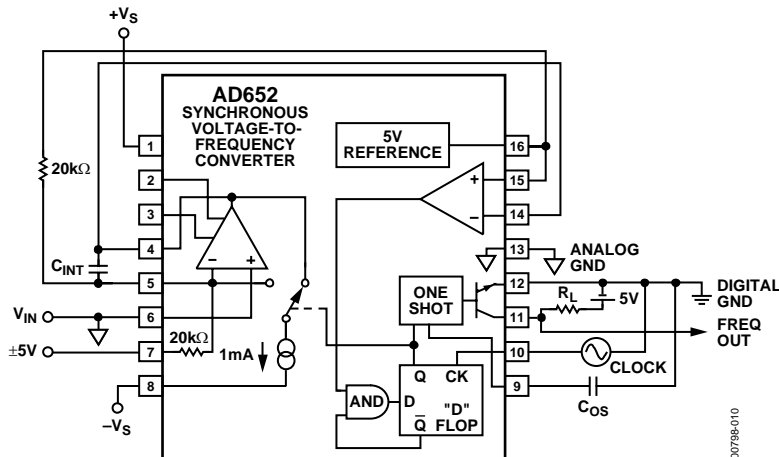 +VS
AD652
SYNCHRONOUS
VOLTAGE-TO-
FREQUENCY
CONVERTER
5V
REFERENCE
20kΩ
CINT
VIN
±5V
–VS
1
2
3
4
5
6
7
8
16
15
14
13
12
11
10
9
+
–
–
+
20kΩ
1mA
ONE
SHOT
AND
D
Q
CK
Q̅
"D"
FLOP
ANALOG
GND
DIGITAL
GND
RL
5V
FREQ
OUT
CLOCK
COS
00798-010